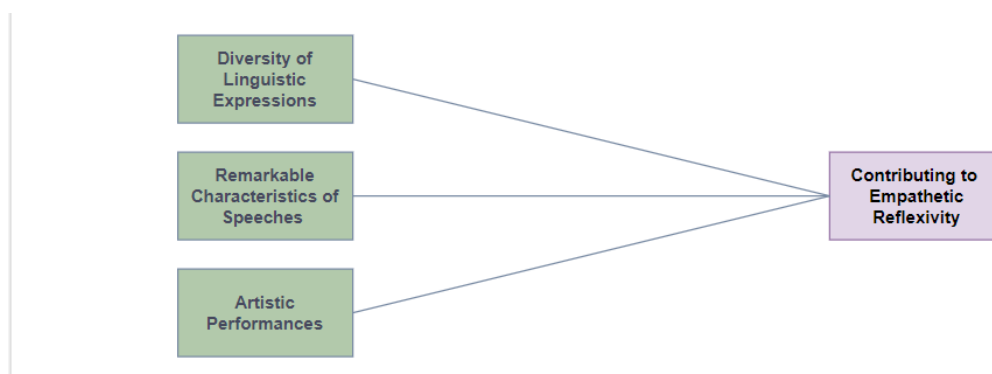 Diversity of
Linguistic
Expressions
Remarkable
Characteristics of
Speeches
Artistic
Performances
Contributing to
Empathetic
Reflexivity